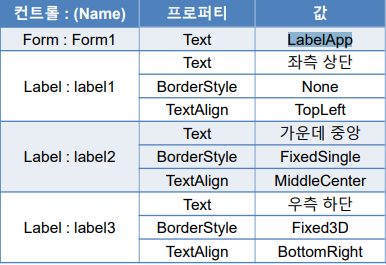 컨트롤 : (Name) 프로퍼티 값
Form : Form1 Text LabelApp
Label : label1 Text 좌측 상단
BorderStyle None
TextAlign TopLeft
Label : label2 Text 가운데 중앙
BorderStyle FixedSingle
TextAlign MiddleCenter
Label : label3 Text 우측 하단
BorderStyle Fixed3D
TextAlign BottomRight